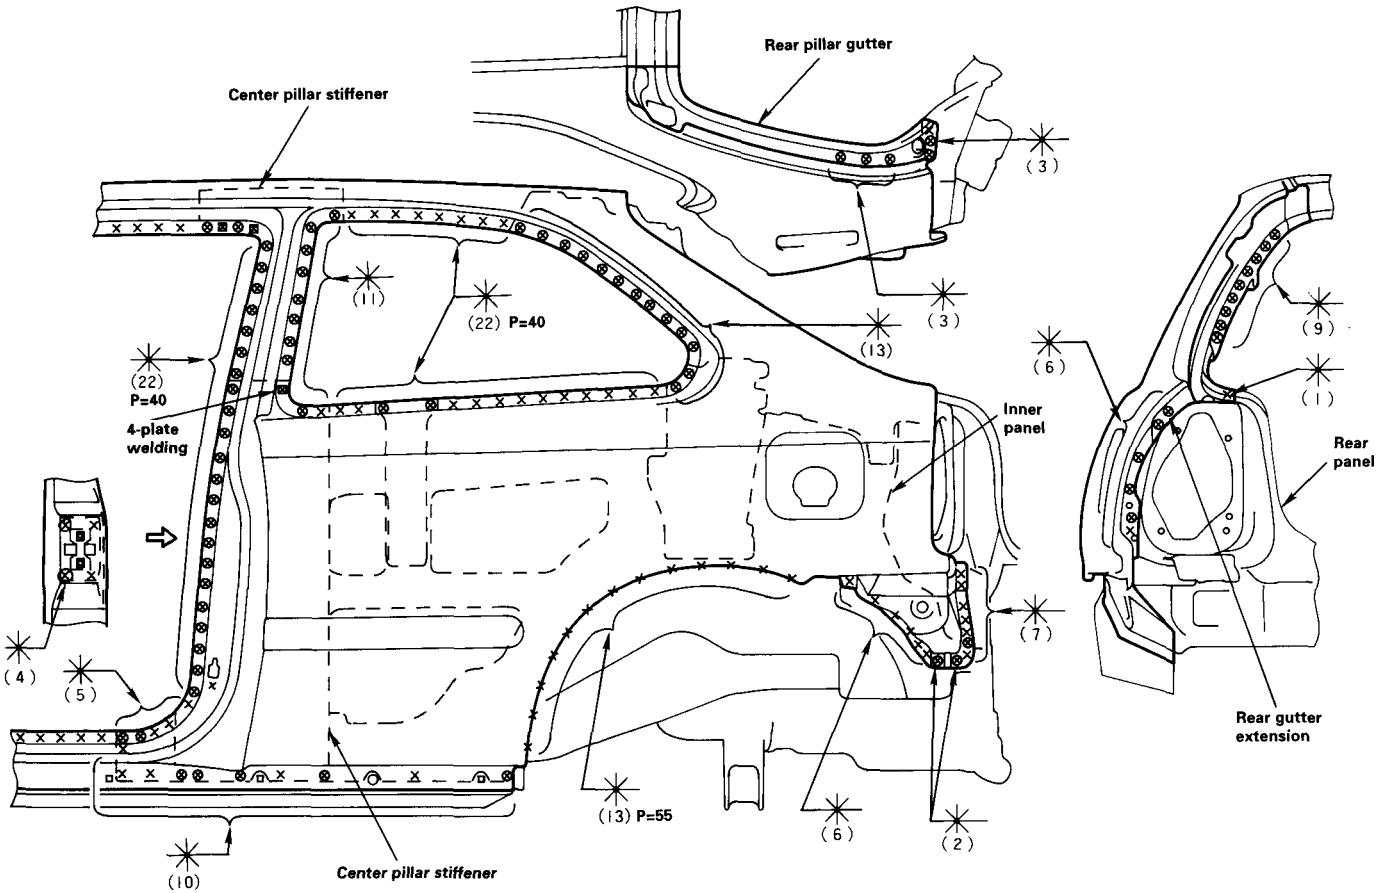 Rear pillar gutter
Center pillar stiffener
(3)
(11)
(22) P=40
(3)
(13)
(9)
(6)
(22)
P=40
4-plate
welding
(1)
Inner
panel
Rear
panel
(4)
(5)
(7)
Rear gutter
extension
(13) P=55
(6)
(2)
(10)
Center pillar stiffener